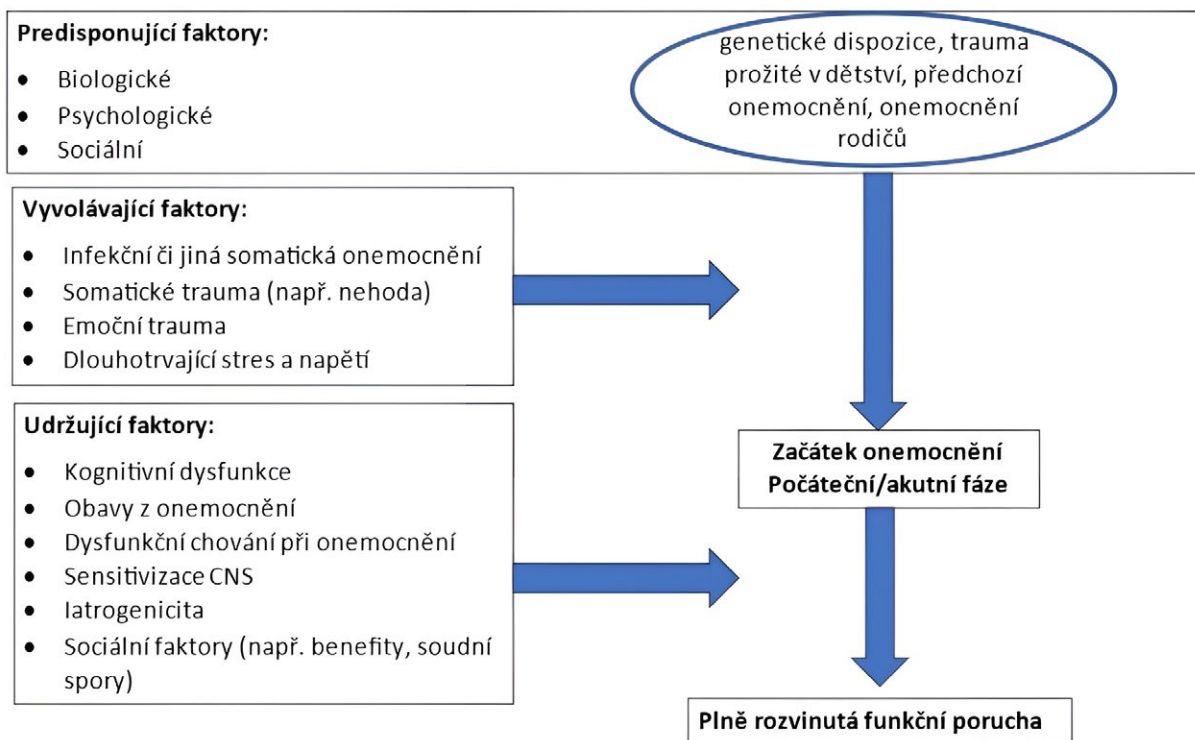 Predisponující faktory:
• Biologické
• Psychologické
• Sociální
genetické dispozice, trauma
prožité v dětství, předchozí
onemocnění, onemocnění
rodičů
Vyvolávající faktory:
• Infekční či jiná somatická onemocnění
• Somatické trauma (např. nehoda)
• Emoční trauma
• Dlouhotrvající stres a napětí
Udržující faktory:
• Kognitivní dysfunkce
• Obavy z onemocnění
• Dysfunkční chování při onemocnění
• Sensitivizace CNS
• Iatrogenicita
• Sociální faktory (např. benefity, soudní
spory)
Začátek onemocnění
Počáteční/akutní fáze
Plně rozvinutá funkční porucha